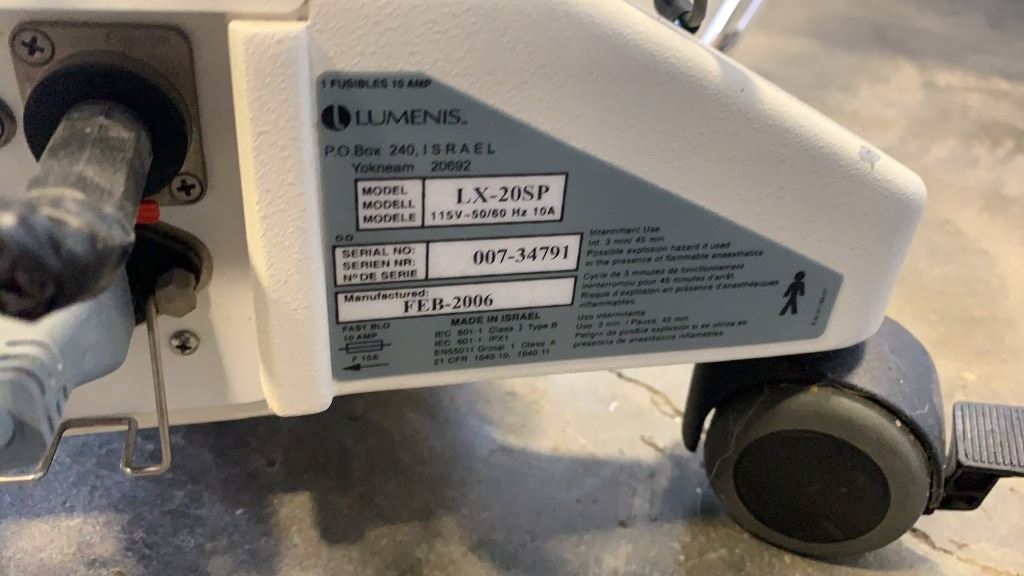 1 FUSIBLES 10 AMP
LUMENIS™
P.O.Box 240, ISRAEL
Yokneam 20692
MODEL
MODELL
MODELE
LX-20SP
115V~50/60 Hz 10A
SERIAL NO:
SERIEN NR:
N° DE SERIE
007-34791
Manufactured:
FEB-2006
FAST BLO
10 AMP
F 10A
MADE IN ISRAEL
IEC 601-1 Class I Type B
IEC 601-1 IPX1
EN55011 Group 1 Class A
21 CFR 1040.10, 1040.11
Intermittent Use
Int. 3 min/ 45 min
Possible explosion hazard if used
in the presence of flammable anaesthetics
Cycle de 3 minutes de fonctionnement
ininterrompu pour 45 minutes d'arrêt.
Risque d'explosion en présence d'anesthésiques
inflammables.
Uso intermitente
Uso: 3 min. / Pausa: 45 min
Peligro de posible explosión si se utiliza en
presencia de anestésicos inflamables